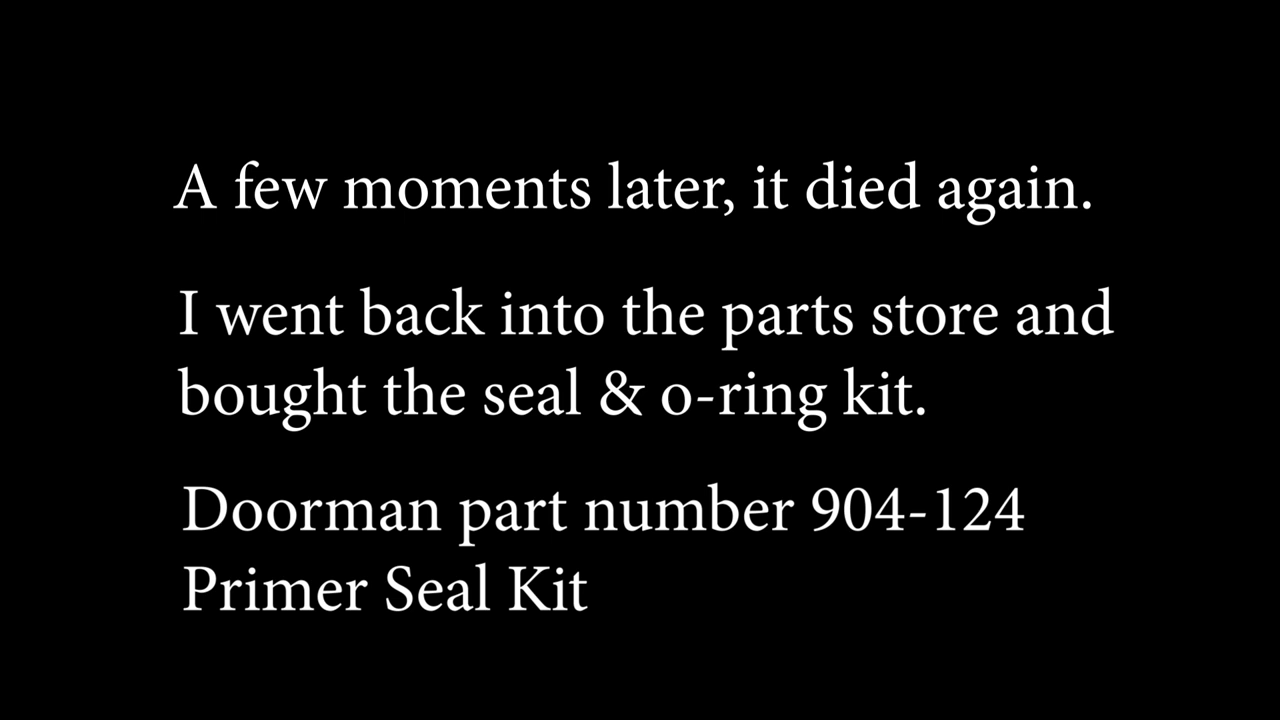 A few moments later, it died again.
I went back into the parts store and
bought the seal & o-ring kit.
Doorman part number 904-124
Primer Seal Kit